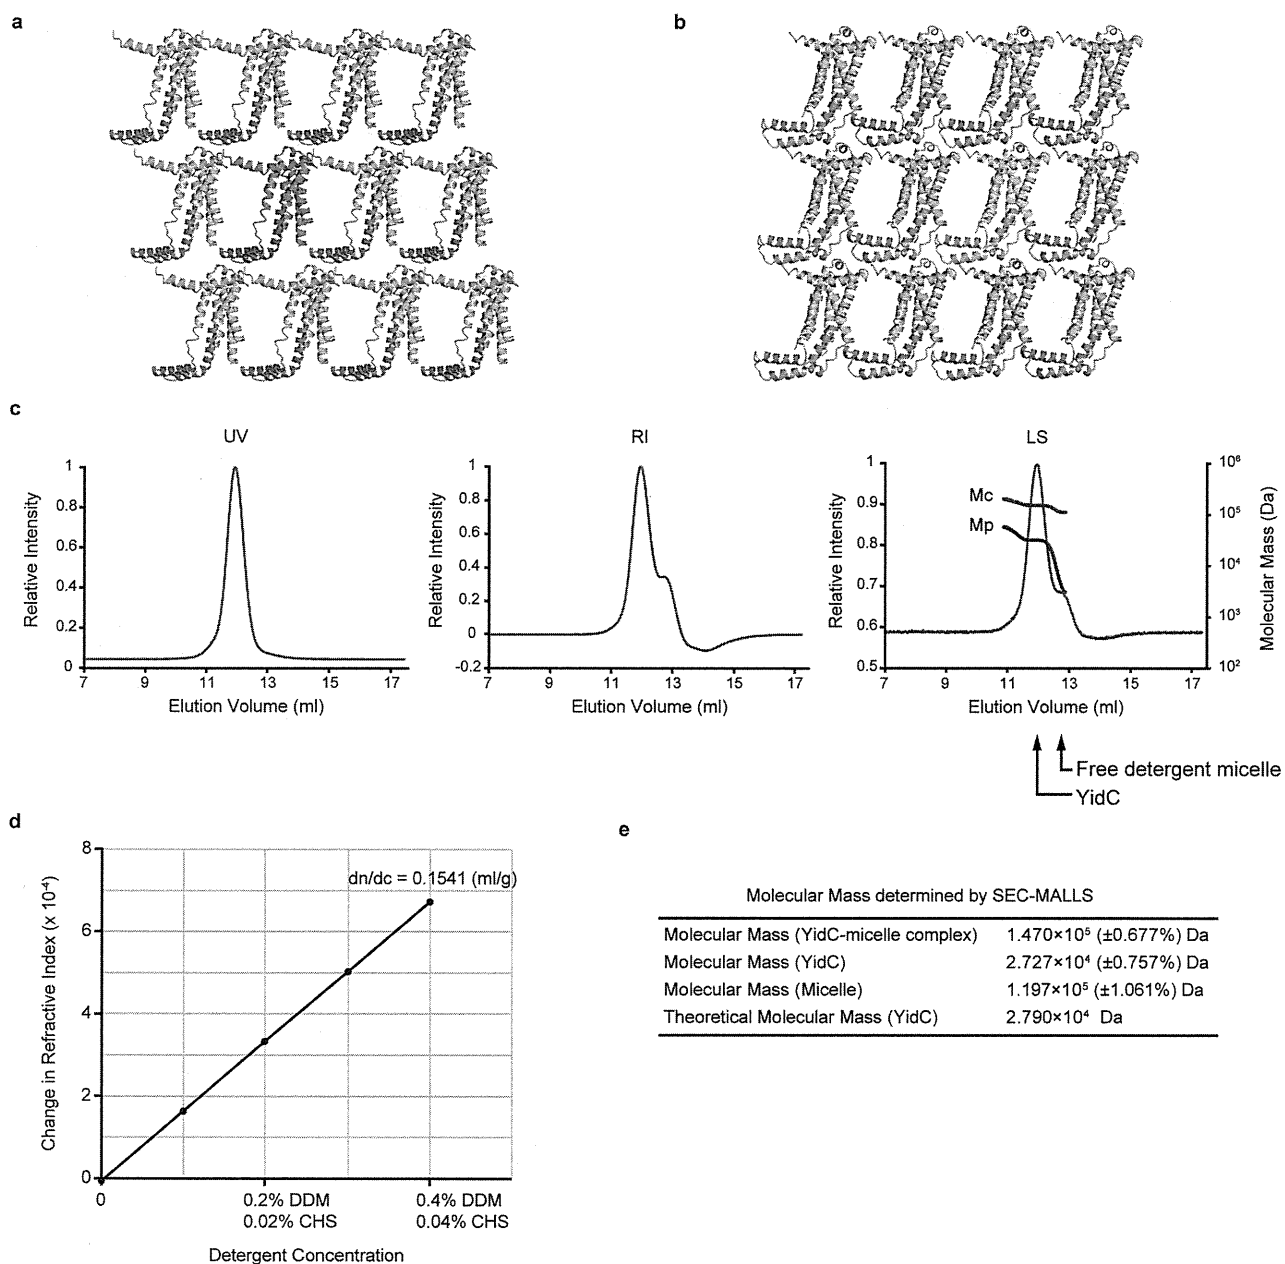 a
b
c
UV
RI
LS
1
0.8
0.6
0.4
0.2
0
Relative Intensity
7 9 11 13 15 17
Elution Volume (ml)
1
0.8
0.6
0.4
0.2
0
-0.2
Relative Intensity
7 9 11 13 15 17
Elution Volume (ml)
1
0.9
0.8
0.7
0.6
0.5
Relative Intensity
Mc
Mp
10⁶
10⁵
10⁴
10³
10²
Molecular Mass (Da)
7 9 11 13 15 17
Elution Volume (ml)
Free detergent micelle
YidC
d
8
6
4
2
0
Change in Refractive Index (x 10⁻⁴)
dn/dc = 0.1541 (ml/g)
0 0.2% DDM 0.4% DDM
0.02% CHS 0.04% CHS
Detergent Concentration
e
Molecular Mass determined by SEC-MALLS
Molecular Mass (YidC-micelle complex) 1.470×10⁵ (±0.677%) Da
Molecular Mass (YidC) 2.727×10⁴ (±0.757%) Da
Molecular Mass (Micelle) 1.197×10⁵ (±1.061%) Da
Theoretical Molecular Mass (YidC) 2.790×10⁴ Da